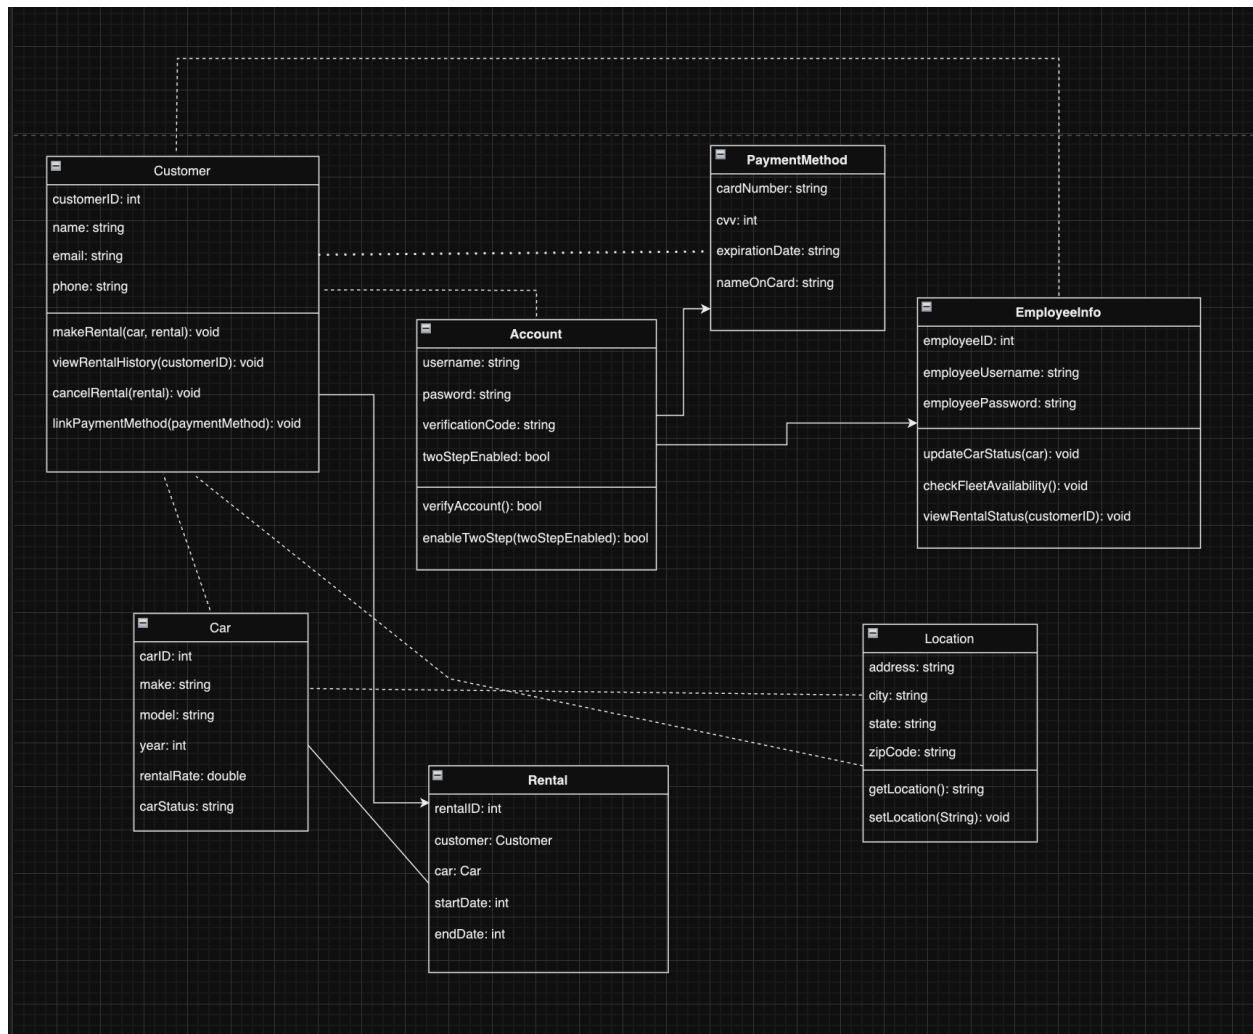 Customer
customerID: int
name: string
email: string
phone: string
makeRental(car, rental): void
viewRentalHistory(customerID): void
cancelRental(rental): void
linkPaymentMethod(paymentMethod): void
PaymentMethod
cardNumber: string
cvv: int
expirationDate: string
nameOnCard: string
Account
username: string
pasword: string
verificationCode: string
twoStepEnabled: bool
verifyAccount(): bool
enableTwoStep(twoStepEnabled): bool
EmployeeInfo
employeeID: int
employeeUsername: string
employeePassword: string
updateCarStatus(car): void
checkFleetAvailability(): void
viewRentalStatus(customerID): void
Car
carID: int
make: string
model: string
year: int
rentalRate: double
carStatus: string
Rental
rentalID: int
customer: Customer
car: Car
startDate: int
endDate: int
Location
address: string
city: string
state: string
zipCode: string
getLocation(): string
setLocation(String): void